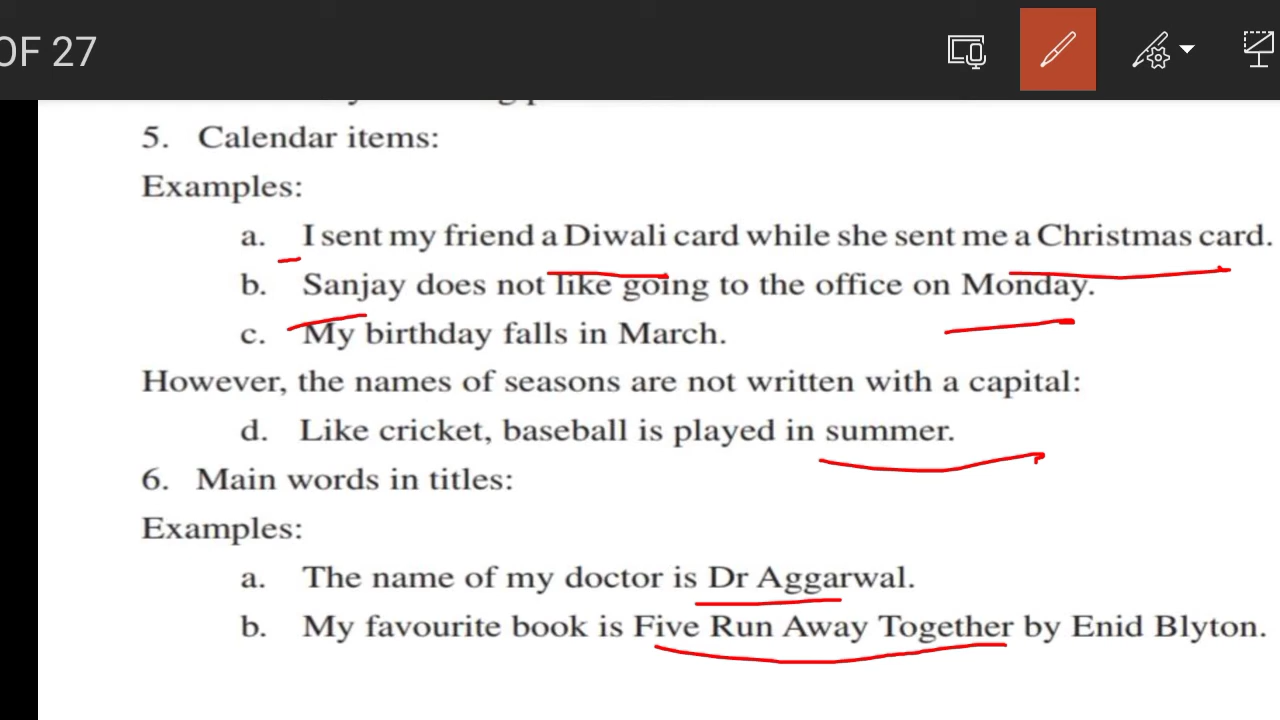 OF 27
5. Calendar items:
Examples:
a. I sent my friend a Diwali card while she sent me a Christmas card.
b. Sanjay does not like going to the office on Monday.
c. My birthday falls in March.
However, the names of seasons are not written with a capital:
d. Like cricket, baseball is played in summer.
6. Main words in titles:
Examples:
a. The name of my doctor is Dr Aggarwal.
b. My favourite book is Five Run Away Together by Enid Blyton.